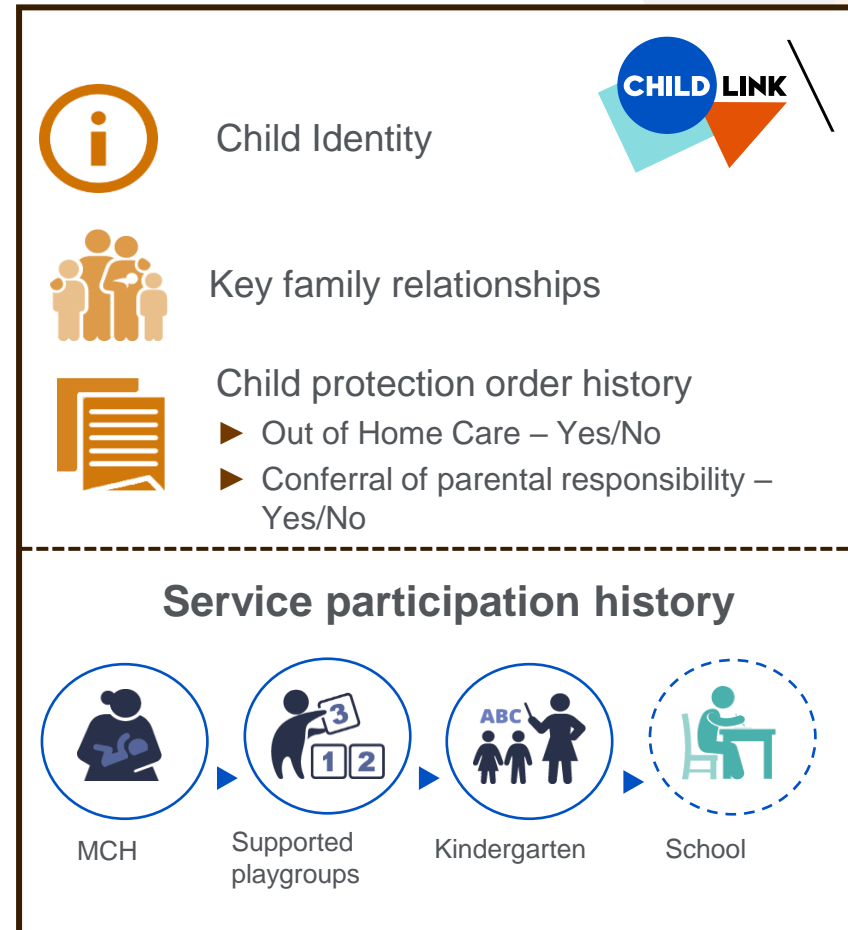 CHILD LINK
Child Identity
Key family relationships
Child protection order history
► Out of Home Care – Yes/No
► Conferral of parental responsibility –
Yes/No
Service participation history
3
1 2
ABC
MCH
Supported
playgroups
Kindergarten
School